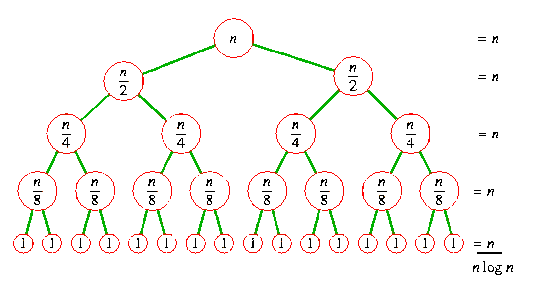 n = n
n/2 n/2 = n
n/4 n/4 n/4 n/4 = n
n/8 n/8 n/8 n/8 n/8 n/8 n/8 n/8 = n
1 1 1 1 1 1 1 1 1 1 1 1 1 1 1 1 = n
n log n